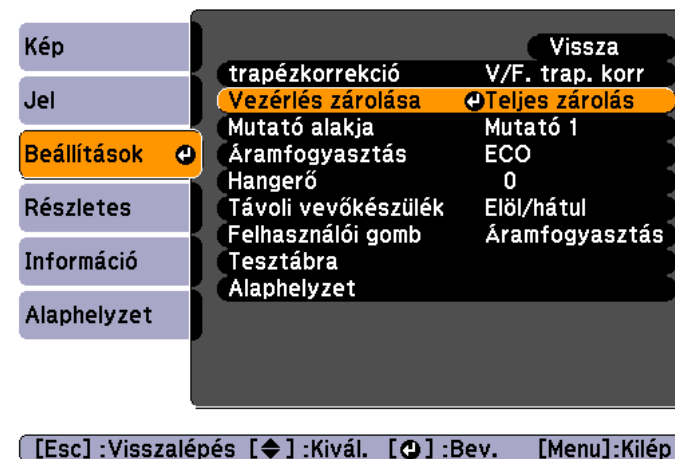 Kép
Jel
Beállítások
Részletes
Információ
Alaphelyzet
Vissza
trapézkorrekció V/F. trap. korr
Vezérlés zárolása Teljes zárolás
Mutató alakja Mutató 1
Áramfogyasztás ECO
Hangerő 0
Távoli vevőkészülék Elöl/hátul
Felhasználói gomb Áramfogyasztás
Tesztábra
Alaphelyzet
[Esc] :Visszalépés [◆] :Kivál. [⏎] :Bev. [Menu]:Kilép